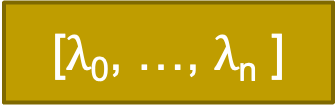 [λ₀, …, λₙ ]